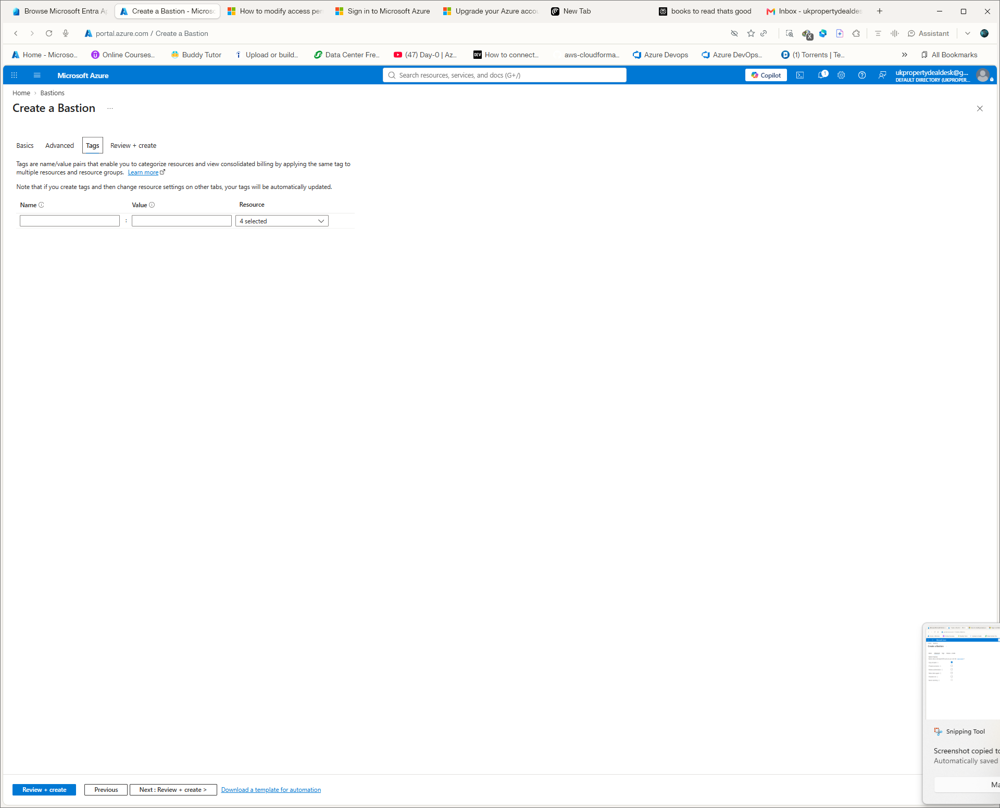 Browse Microsoft Entra Ap
Create a Bastion - Microso
How to modify access per
Sign in to Microsoft Azure
Upgrade your Azure accou
New Tab
books to read thats good
Inbox - ukpropertydealdes
portal.azure.com / Create a Bastion
Assistant
Home - Microso...
Online Courses...
Buddy Tutor
Upload or build...
Data Center Fre...
(47) Day-0 | Az...
DEV How to connect...
aws-cloudforma...
Azure Devops
Azure DevOps...
(1) Torrents | Te...
All Bookmarks
Microsoft Azure
Search resources, services, and docs (G+/)
Copilot
1
ukpropertydealdesk@g...
DEFAULT DIRECTORY (UKPROPER...
Home > Bastions
Create a Bastion ...
Basics Advanced Tags Review + create
Tags are name/value pairs that enable you to categorize resources and view consolidated billing by applying the same tag to
multiple resources and resource groups. Learn more
Note that if you create tags and then change resource settings on other tabs, your tags will be automatically updated.
Name Value Resource
: 4 selected
Create a Bastion
Snipping Tool
Screenshot copied to
Automatically saved
Ma
Review + create Previous Next : Review + create > Download a template for automation